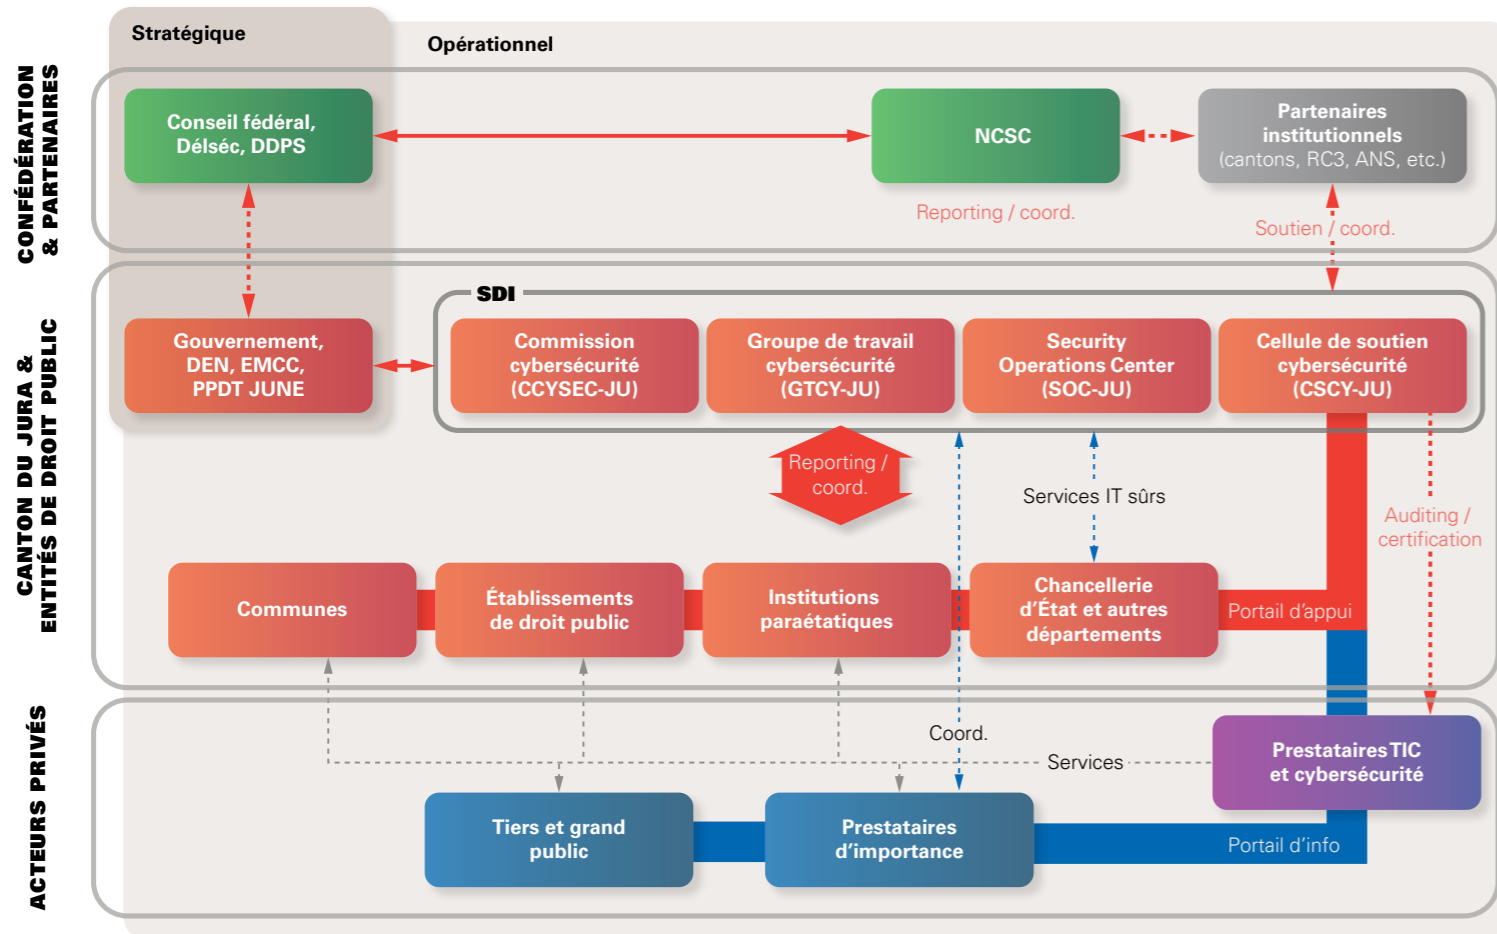 Stratégique
Opérationnel
CONFÉDÉRATION
& PARTENAIRES
Conseil fédéral,
Délséc, DDPS
NCSC
Partenaires
institutionnels
(cantons, RC3, ANS, etc.)
Reporting / coord.
Soutien / coord.
CANTON DU JURA &
ENTITÉS DE DROIT PUBLIC
SDI
Gouvernement,
DEN, EMCC,
PPDT JUNE
Commission
cybersécurité
(CCYSEC-JU)
Groupe de travail
cybersécurité
(GTCY-JU)
Security
Operations Center
(SOC-JU)
Cellule de soutien
cybersécurité
(CSCY-JU)
Reporting /
coord.
Services IT sûrs
Auditing /
certification
Communes
Établissements
de droit public
Institutions
paraétatiques
Chancellerie
d'État et autres
départements
Portail d'appui
ACTEURS PRIVÉS
Coord.
Services
Prestataires TIC
et cybersécurité
Tiers et grand
public
Prestataires
d'importance
Portail d'info